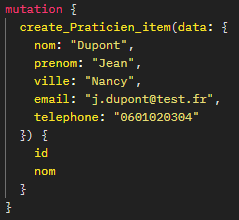 mutation {
  create_Praticien_item(data: {
    nom: "Dupont",
    prenom: "Jean",
    ville: "Nancy",
    email: "j.dupont@test.fr",
    telephone: "0601020304"
  }) {
    id
    nom
  }
}